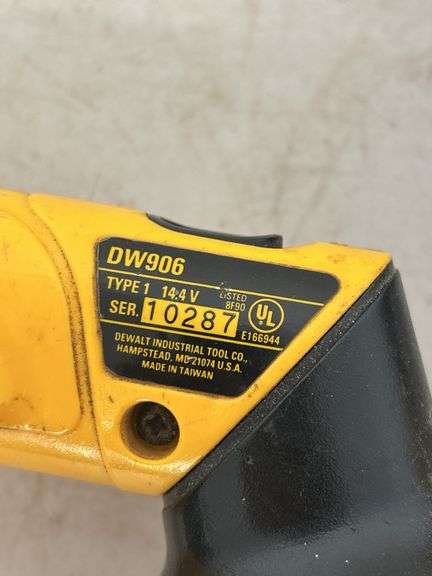 DW906
TYPE 1 14.4 V LISTED 8F90
SER. 10287 UL E166944
DEWALT INDUSTRIAL TOOL CO.,
HAMPSTEAD, MD 21074 U.S.A.
MADE IN TAIWAN